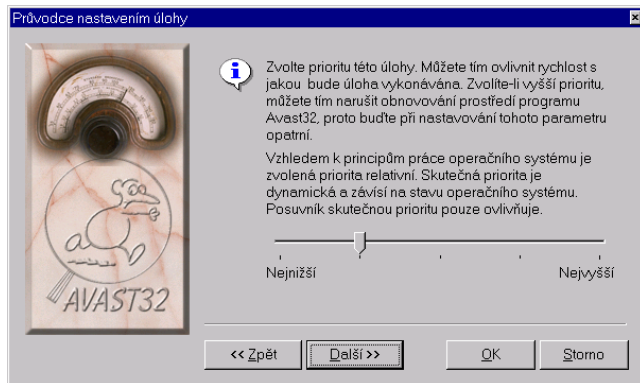 Průvodce nastavením úlohy
Zvolte prioritu této úlohy. Můžete tím ovlivnit rychlost s
jakou bude úloha vykonávána. Zvolíte-li vyšší prioritu,
můžete tím narušit obnovování prostředí programu
Avast32, proto buďte při nastavování tohoto parametru
opatrní.
Vzhledem k principům práce operačního systému je
zvolená priorita relativní. Skutečná priorita je
dynamická a závisí na stavu operačního systému.
Posuvník skutečnou prioritu pouze ovlivňuje.
Nejnižší Nejvyšší
AVAST32
<< Zpět Další >> OK Storno